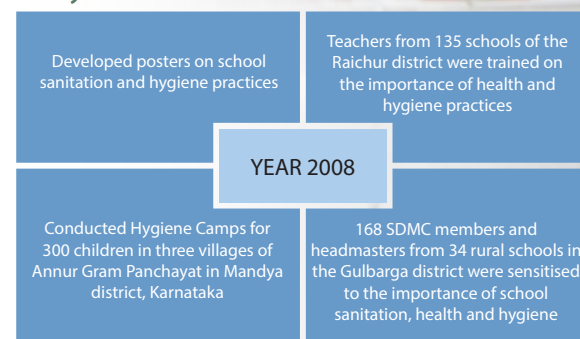 Developed posters on school
sanitation and hygiene practices
Teachers from 135 schools of the
Raichur district were trained on
the importance of health and
hygiene practices
YEAR 2008
Conducted Hygiene Camps for
300 children in three villages of
Annur Gram Panchayat in Mandya
district, Karnataka
168 SDMC members and
headmasters from 34 rural schools in
the Gulbarga district were sensitised
to the importance of school
sanitation, health and hygiene